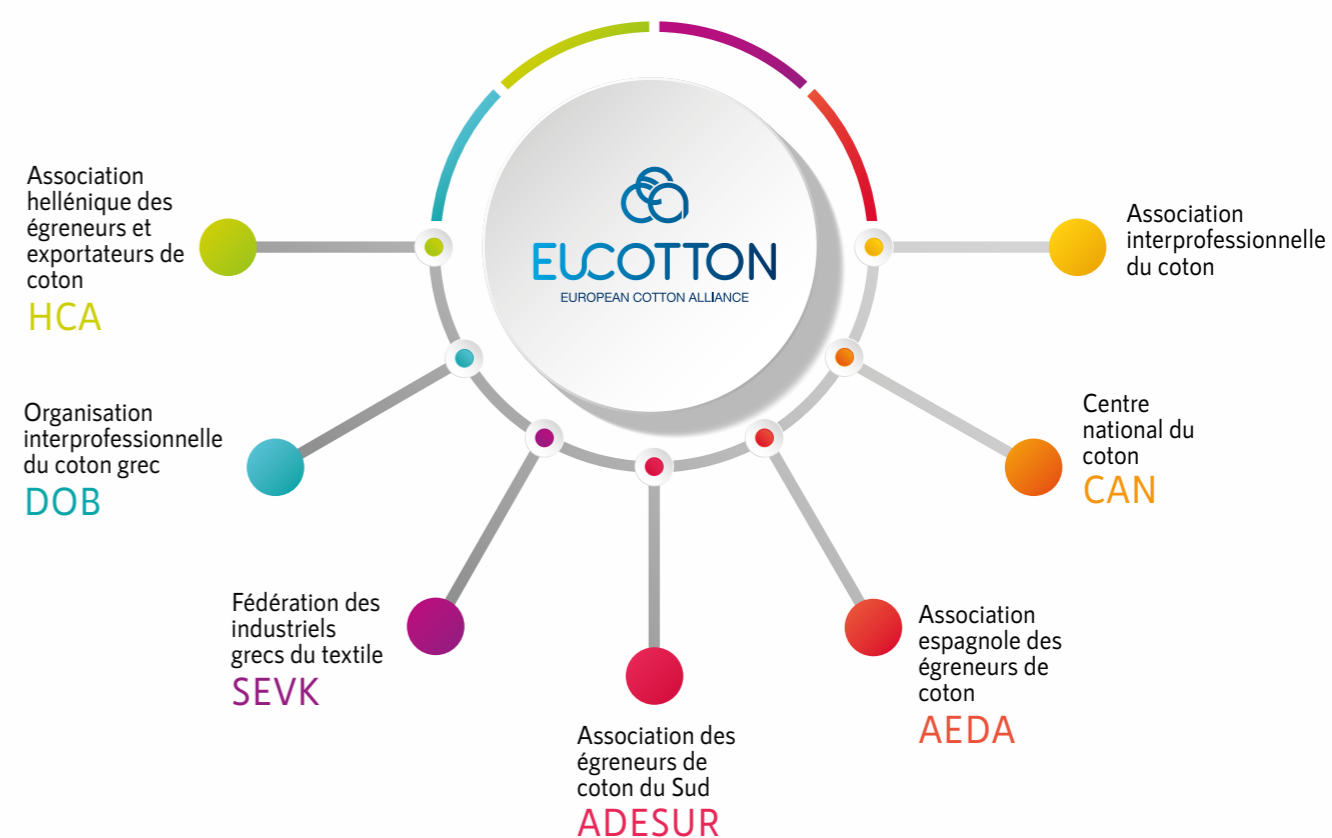 EUCOTTON
EUROPEAN COTTON ALLIANCE
Association
hellénique des
égreneurs et
exportateurs de
coton
HCA
Organisation
interprofessionnelle
du coton grec
DOB
Fédération des
industriels
grecs du textile
SEVK
Association des
égreneurs de
coton du Sud
ADESUR
Association
espagnole des
égreneurs de
coton
AEDA
Centre
national du
coton
CAN
Association
interprofessionnelle
du coton